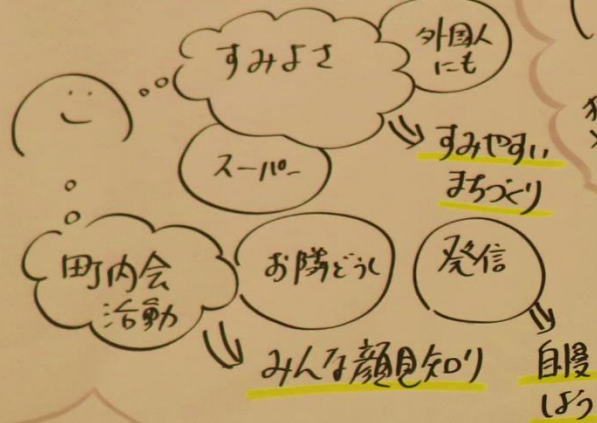 すみよさ
外国人
にも
すみやすい
まちづくり
スーパー
町内会
活動
お隣どうし
発信
みんな顔見知り
自慢
しよう